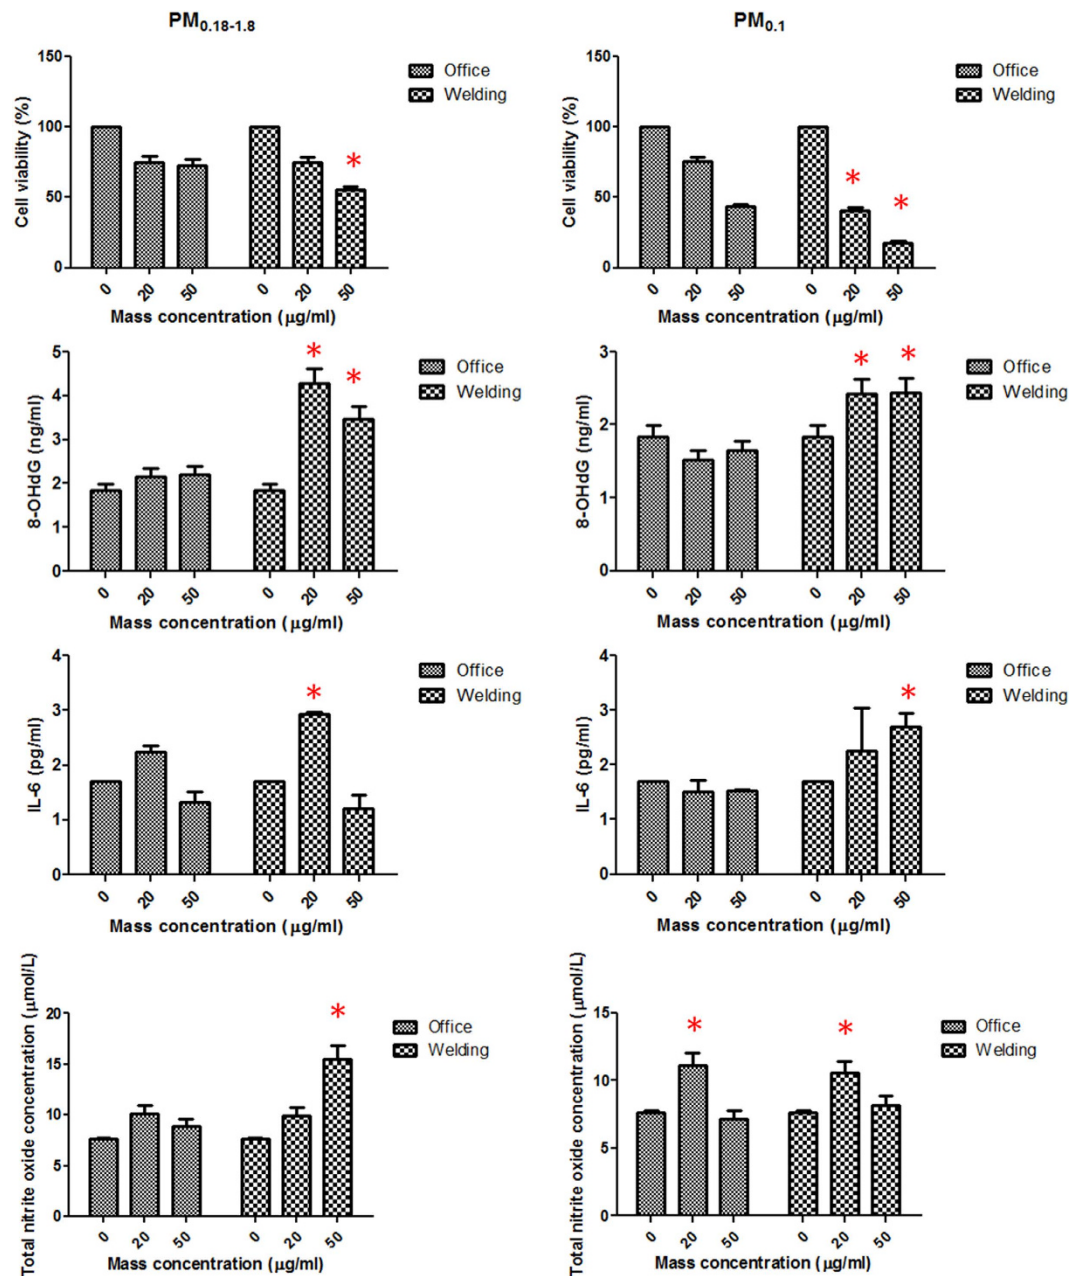 PM0.18-1.8
PM0.1
150
100
50
0
Cell viability (%)
0 20 50 0 20 50
Mass concentration (μg/ml)
Office
Welding
*
150
100
50
0
Cell viability (%)
0 20 50 0 20 50
Mass concentration (μg/ml)
Office
Welding
* *
5
4
3
2
1
0
8-OHdG (ng/ml)
0 20 50 0 20 50
Mass concentration (μg/ml)
Office
Welding
* *
3
2
1
0
8-OHdG (ng/ml)
0 20 50 0 20 50
Mass concentration (μg/ml)
Office
Welding
* *
4
3
2
1
0
IL-6 (pg/ml)
0 20 50 0 20 50
Mass concentration (μg/ml)
Office
Welding
*
4
3
2
1
0
IL-6 (pg/ml)
0 20 50 0 20 50
Mass concentration (μg/ml)
Office
Welding
*
20
15
10
5
0
Total nitrite oxide concentration (μmol/L)
0 20 50 0 20 50
Mass concentration (μg/ml)
Office
Welding
*
15
10
5
0
Total nitrite oxide concentration (μmol/L)
0 20 50 0 20 50
Mass concentration (μg/ml)
Office
Welding
* *